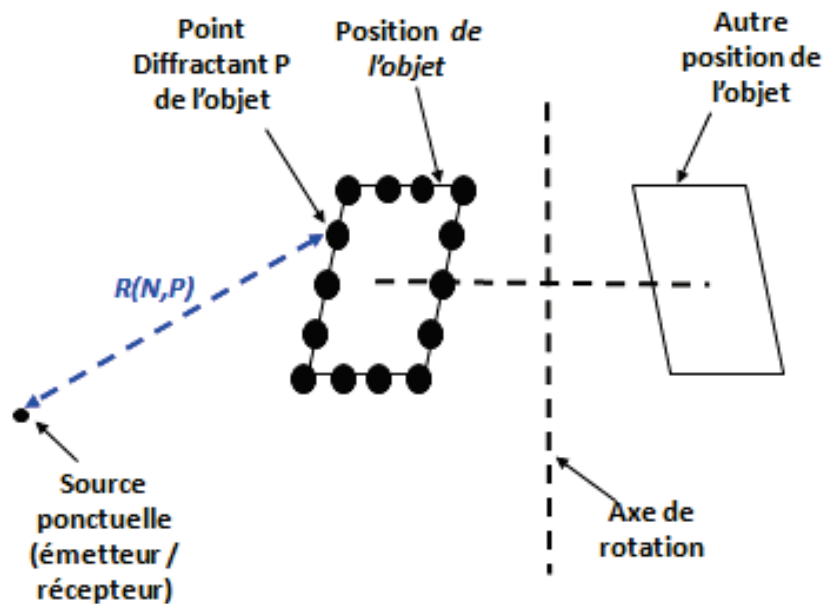 Point
Diffractant P
de l'objet
Position de
l'objet
Autre
position de
l'objet
R(N,P)
Source
ponctuelle
(émetteur /
récepteur)
Axe de
rotation